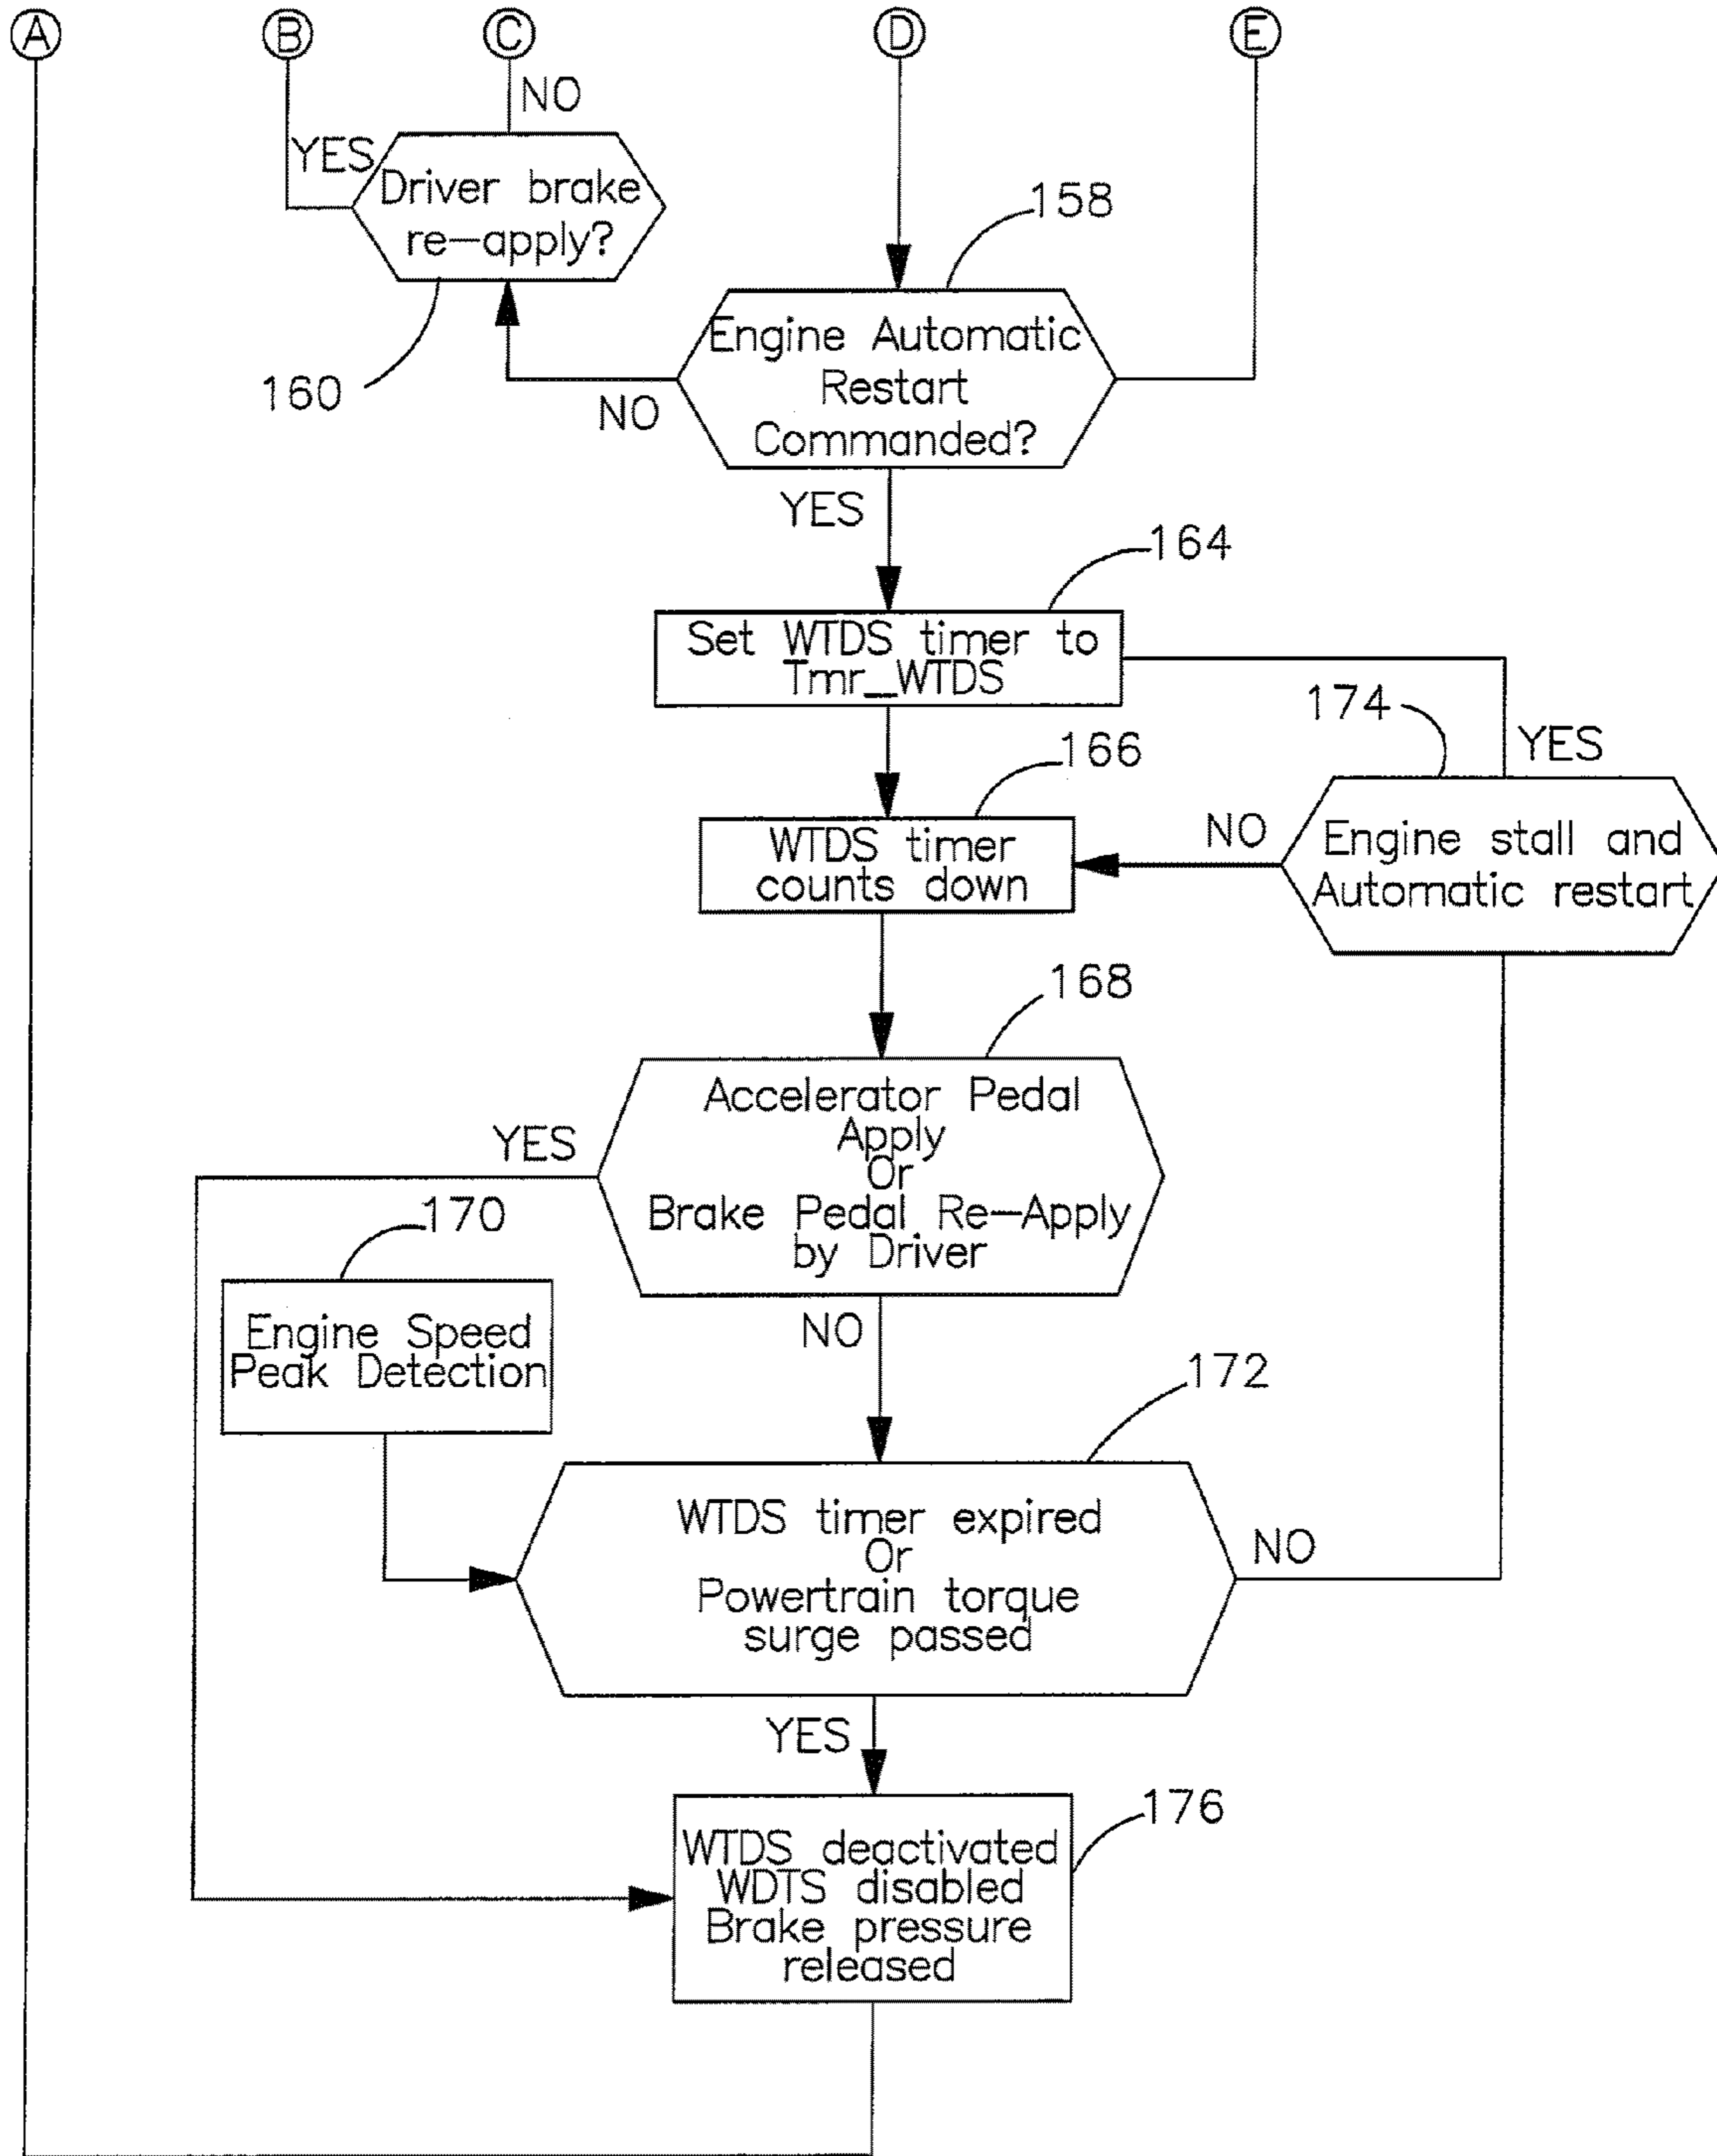 A
B
C
D
E
NO
YES
Driver brake
re-apply?
158
160
Engine Automatic
Restart
Commanded?
NO
YES
164
Set WTDS timer to
Tmr_WTDS
174
166
YES
WTDS timer
counts down
NO
Engine stall and
Automatic restart
168
Accelerator Pedal
Apply
Or
Brake Pedal Re-Apply
by Driver
YES
170
Engine Speed
Peak Detection
NO
172
WTDS timer expired
Or
Powertrain torque
surge passed
NO
YES
176
WTDS deactivated
WDTS disabled
Brake pressure
released